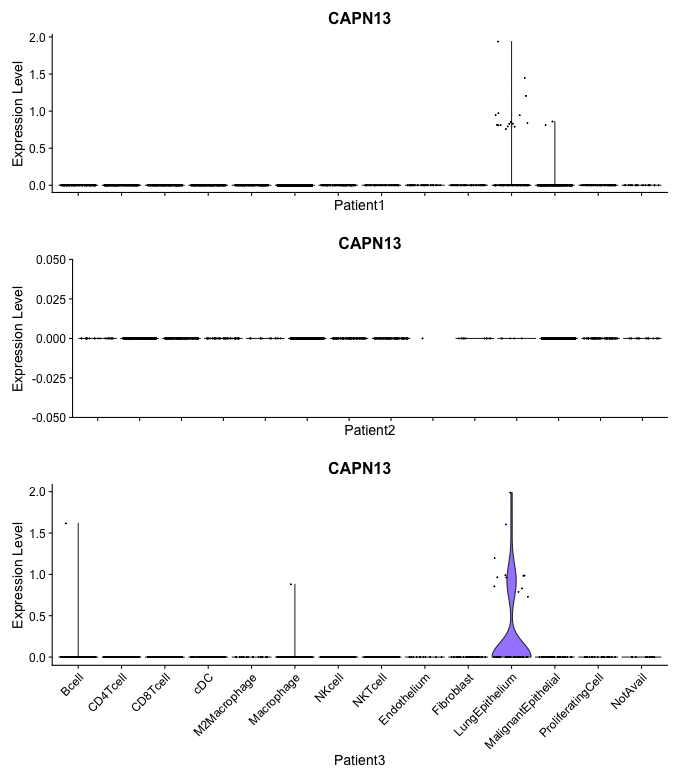 CAPN13
Expression Level
2.0
1.5
1.0
0.5
0.0
Patient1
CAPN13
Expression Level
0.050
0.025
0.000
-0.025
-0.050
Patient2
CAPN13
Expression Level
2.0
1.5
1.0
0.5
0.0
Bcell
CD4Tcell
CD8Tcell
cDC
M2Macrophage
Macrophage
NKcell
NKTcell
Endothelium
Fibroblast
LungEpithelium
MalignantEpithelial
ProliferatingCell
NotAvail
Patient3